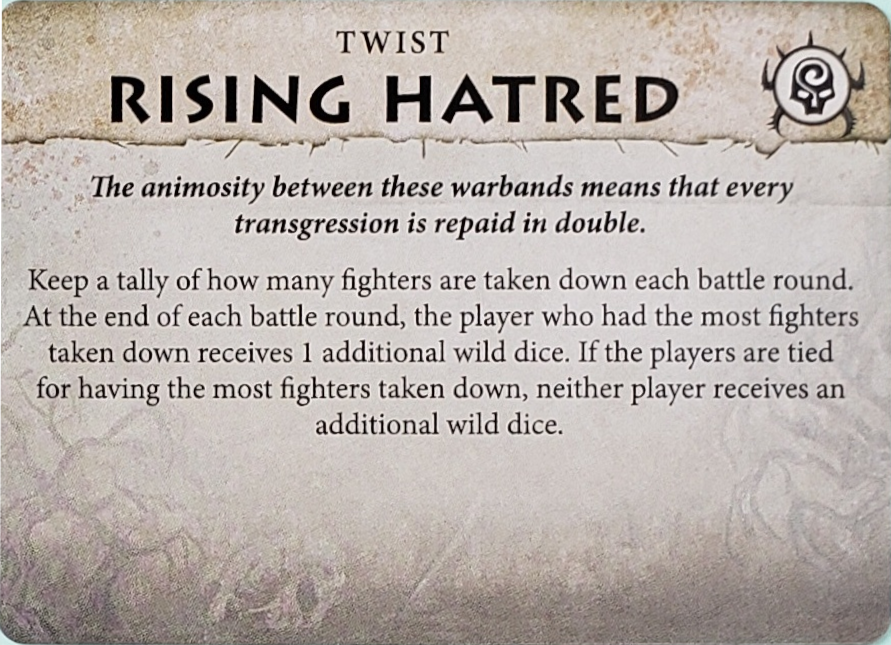 TWIST
RISING HATRED
The animosity between these warbands means that every
transgression is repaid in double.
Keep a tally of how many fighters are taken down each battle round.
At the end of each battle round, the player who had the most fighters
taken down receives 1 additional wild dice. If the players are tied
for having the most fighters taken down, neither player receives an
additional wild dice.